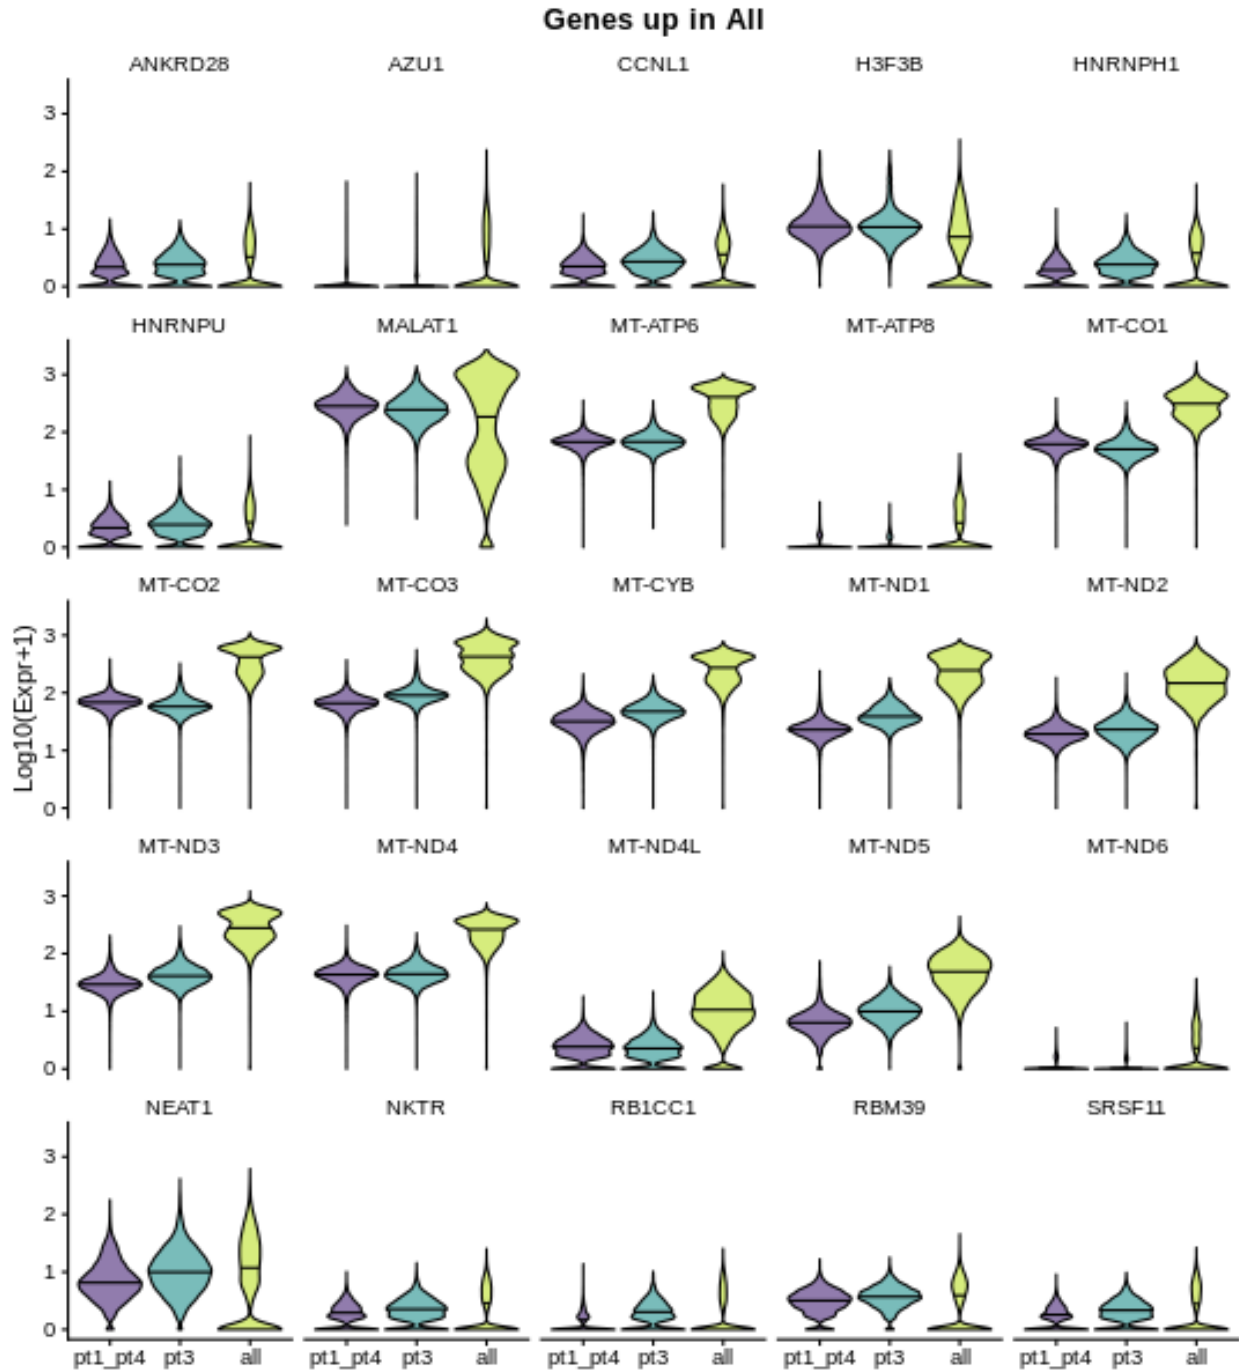 Genes up in All
ANKRD28 AZU1 CCNL1 H3F3B HNRNPH1
3
2
1
0
HNRNPU MALAT1 MT-ATP6 MT-ATP8 MT-CO1
3
2
1
0
MT-CO2 MT-CO3 MT-CYB MT-ND1 MT-ND2
Log10(Expr+1)
3
2
1
0
MT-ND3 MT-ND4 MT-ND4L MT-ND5 MT-ND6
3
2
1
0
NEAT1 NKTR RB1CC1 RBM39 SRSF11
3
2
1
0
pt1_pt4 pt3 all pt1_pt4 pt3 all pt1_pt4 pt3 all pt1_pt4 pt3 all pt1_pt4 pt3 all